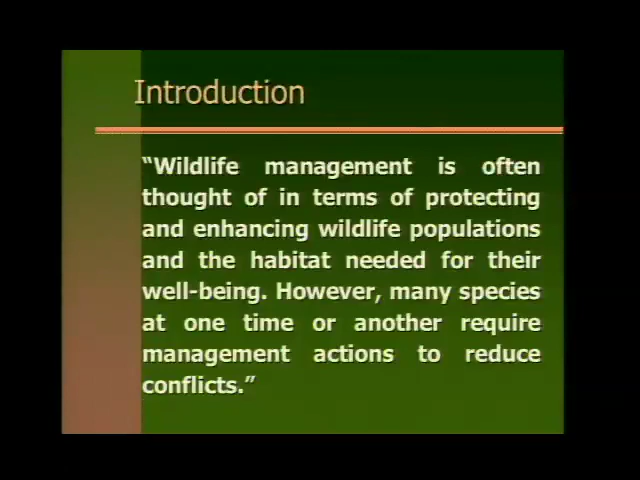 Introduction
“Wildlife management is often
thought of in terms of protecting
and enhancing wildlife populations
and the habitat needed for their
well-being. However, many species
at one time or another require
management actions to reduce
conflicts.”